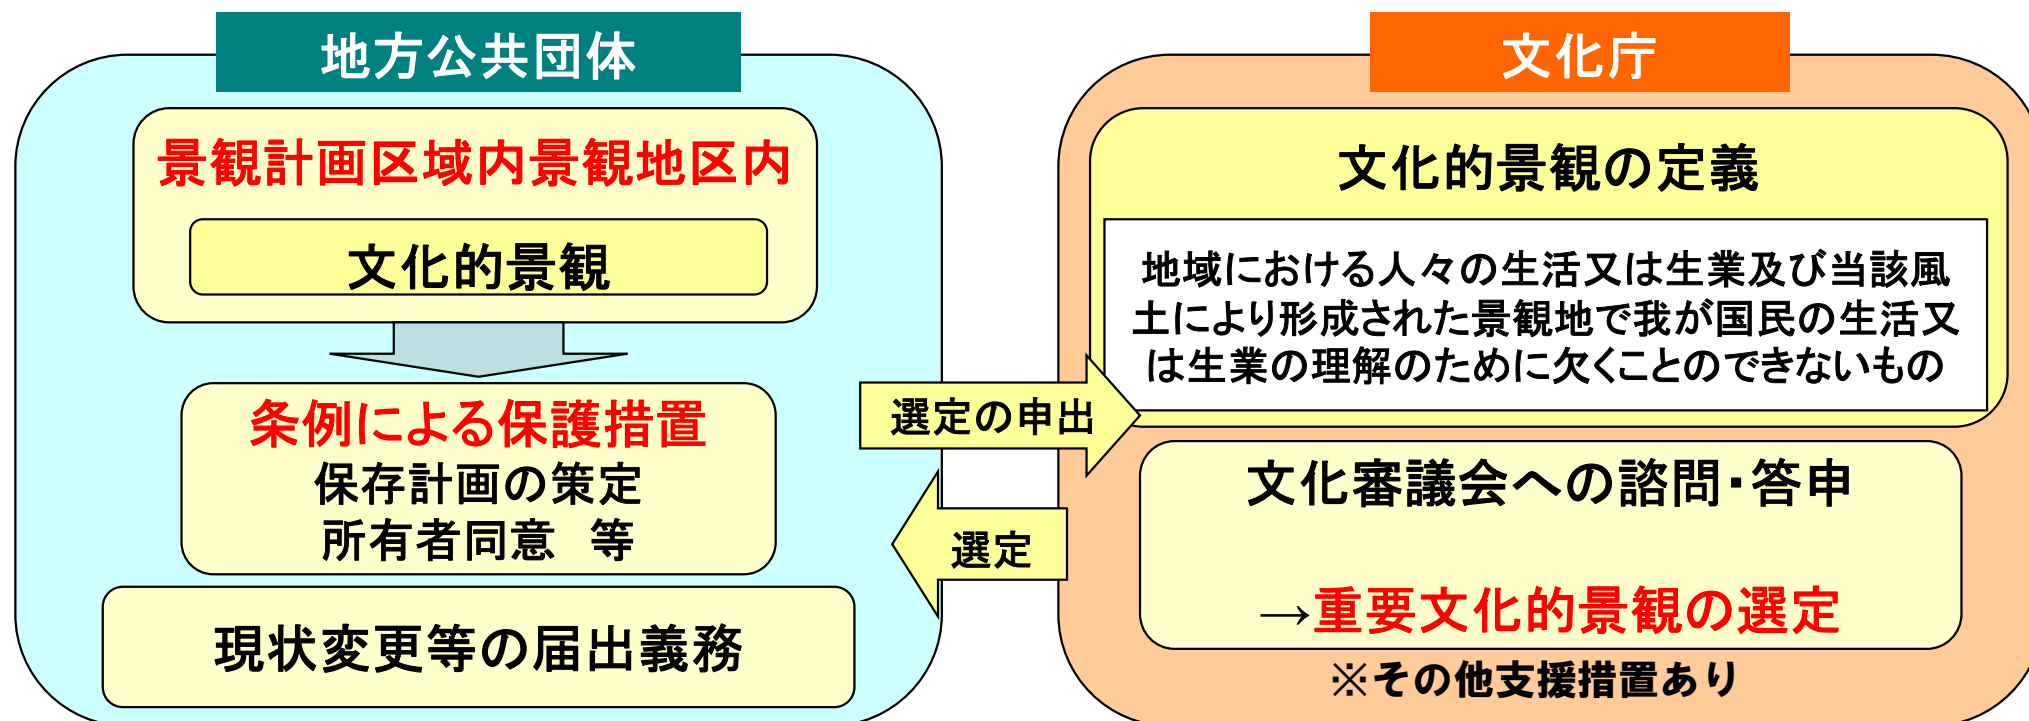 地方公共団体
景観計画区域内景観地区内
文化的景観
条例による保護措置
保存計画の策定
所有者同意　等
現状変更等の届出義務
選定の申出
選定
文化庁
文化的景観の定義
地域における人々の生活又は生業及び当該風
土により形成された景観地で我が国民の生活又
は生業の理解のために欠くことのできないもの
文化審議会への諮問・答申
→重要文化的景観の選定
※その他支援措置あり